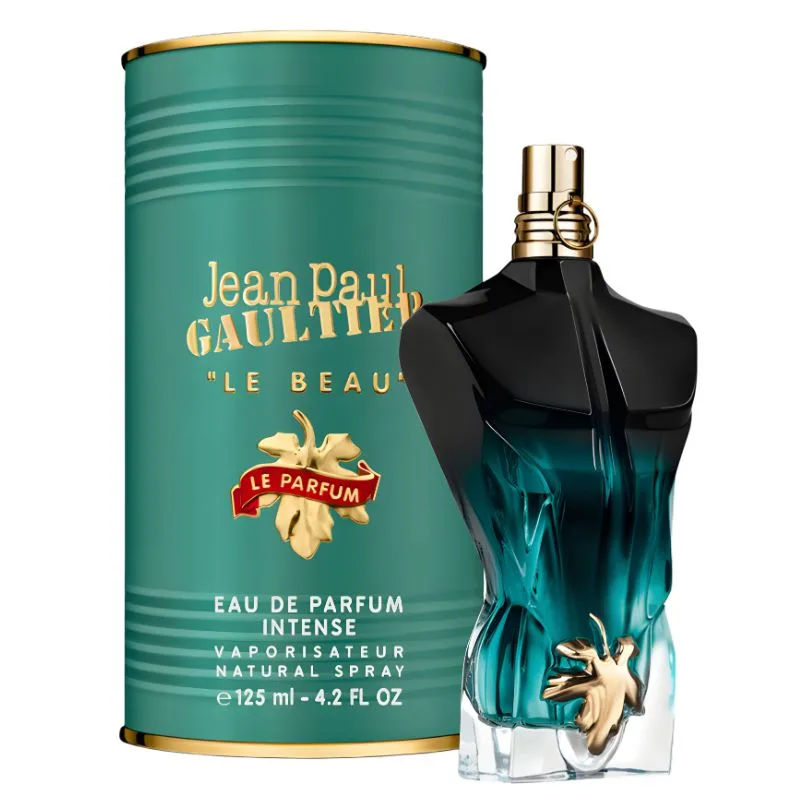 Jean Paul
GAULTIER
"LE BEAU"
LE PARFUM
EAU DE PARFUM
INTENSE
VAPORISATEUR
NATURAL SPRAY
℮125 ml - 4.2 FL OZ